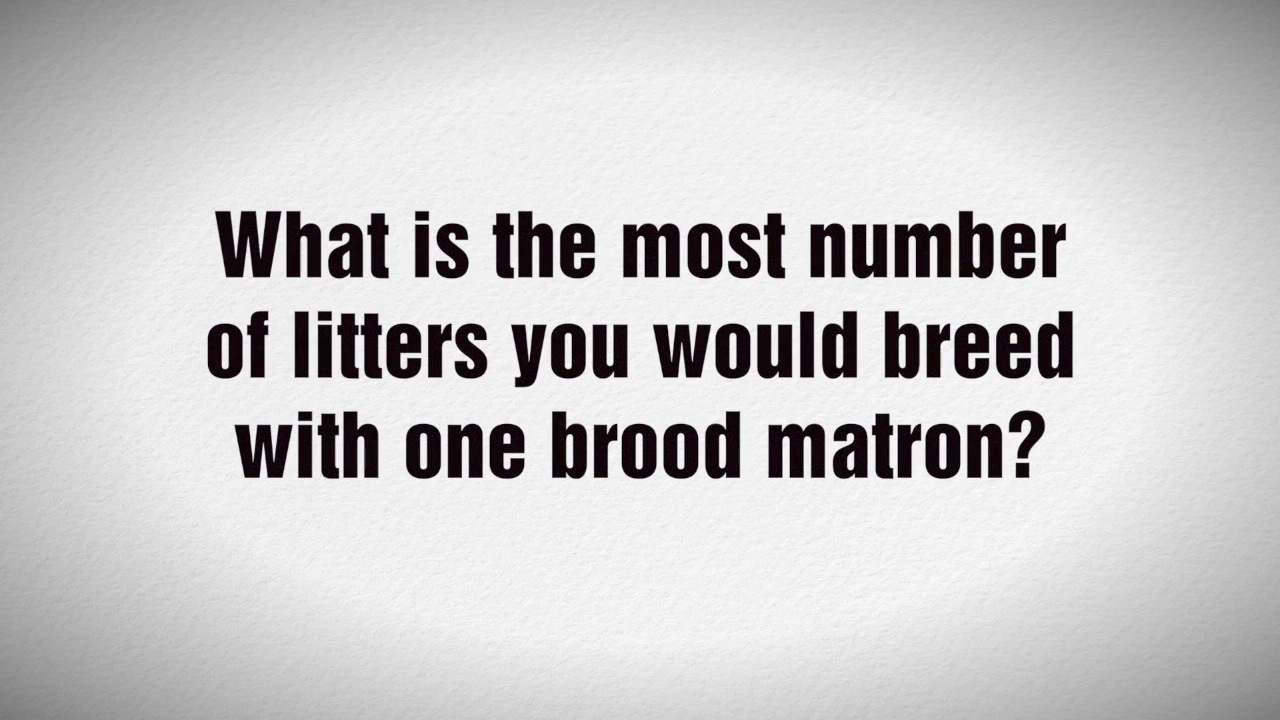 What is the most number
of litters you would breed
with one brood matron?